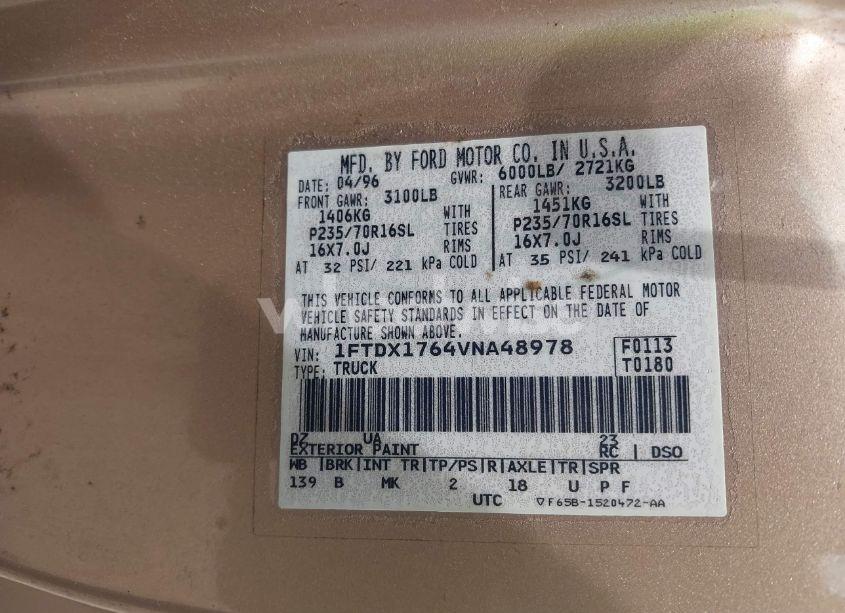 MFD. BY FORD MOTOR CO. IN U.S.A.
DATE: 04/96 GVWR: 6000LB/ 2721KG
FRONT GAWR: 3100LB REAR GAWR: 3200LB
1406KG WITH 1451KG WITH
P235/70R16SL TIRES P235/70R16SL TIRES
16X7.0J RIMS 16X7.0J RIMS
AT 32 PSI/ 221 kPa COLD AT 35 PSI/ 241 kPa COLD
THIS VEHICLE CONFORMS TO ALL APPLICABLE FEDERAL MOTOR
VEHICLE SAFETY STANDARDS IN EFFECT ON THE DATE OF
MANUFACTURE SHOWN ABOVE.
VIN: 1FTDX1764VNA48978 F0113
TYPE: TRUCK T0180
DZ UA 23
EXTERIOR PAINT RC | DSO
WB |BRK|INT TR|TP/PS|R|AXLE|TR|SPR
139 B MK 2 18 U P F
UTC ▽F65B-1520472-AA